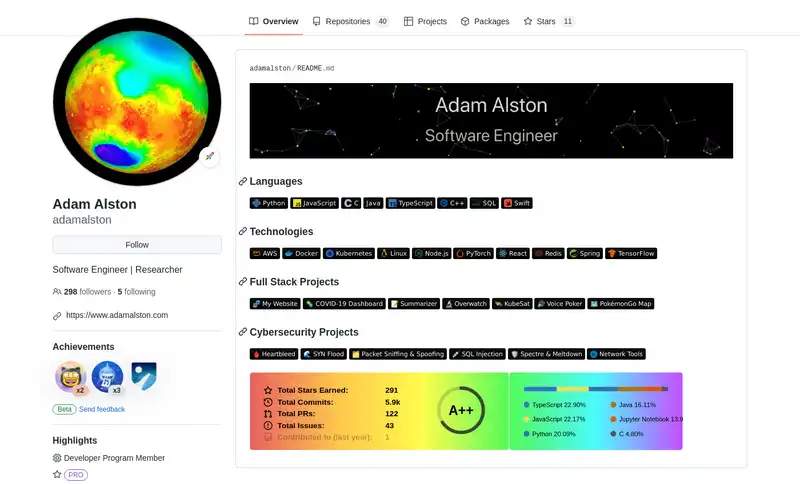 Overview
Repositories 40
Projects
Packages
Stars 11
Adam Alston
adamalston
Follow
Software Engineer | Researcher
298 followers · 5 following
https://www.adamalston.com
Achievements
x2
x3
Beta Send feedback
Highlights
Developer Program Member
PRO
adamalston/README.md
Adam Alston
Software Engineer
Languages
Python JavaScript C Java TypeScript C++ SQL Swift
Technologies
AWS Docker Kubernetes Linux Node.js PyTorch React Redis Spring TensorFlow
Full Stack Projects
My Website COVID-19 Dashboard Summarizer Overwatch KubeSat Voice Poker PokémonGo Map
Cybersecurity Projects
Heartbleed SYN Flood Packet Sniffing & Spoofing SQL Injection Spectre & Meltdown Network Tools
Total Stars Earned: 291
Total Commits: 5.9k
Total PRs: 122
Total Issues: 43
Contributed to (last year): 1
A++
TypeScript 22.90% Java 16.11%
JavaScript 22.17% Jupyter Notebook 13.9
Python 20.09% C 4.80%